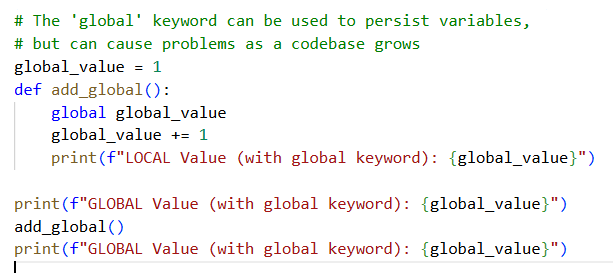 # The 'global' keyword can be used to persist variables,
# but can cause problems as a codebase grows
global_value = 1
def add_global():
    global global_value
    global_value += 1
    print(f"LOCAL Value (with global keyword): {global_value}")

print(f"GLOBAL Value (with global keyword): {global_value}")
add_global()
print(f"GLOBAL Value (with global keyword): {global_value}")